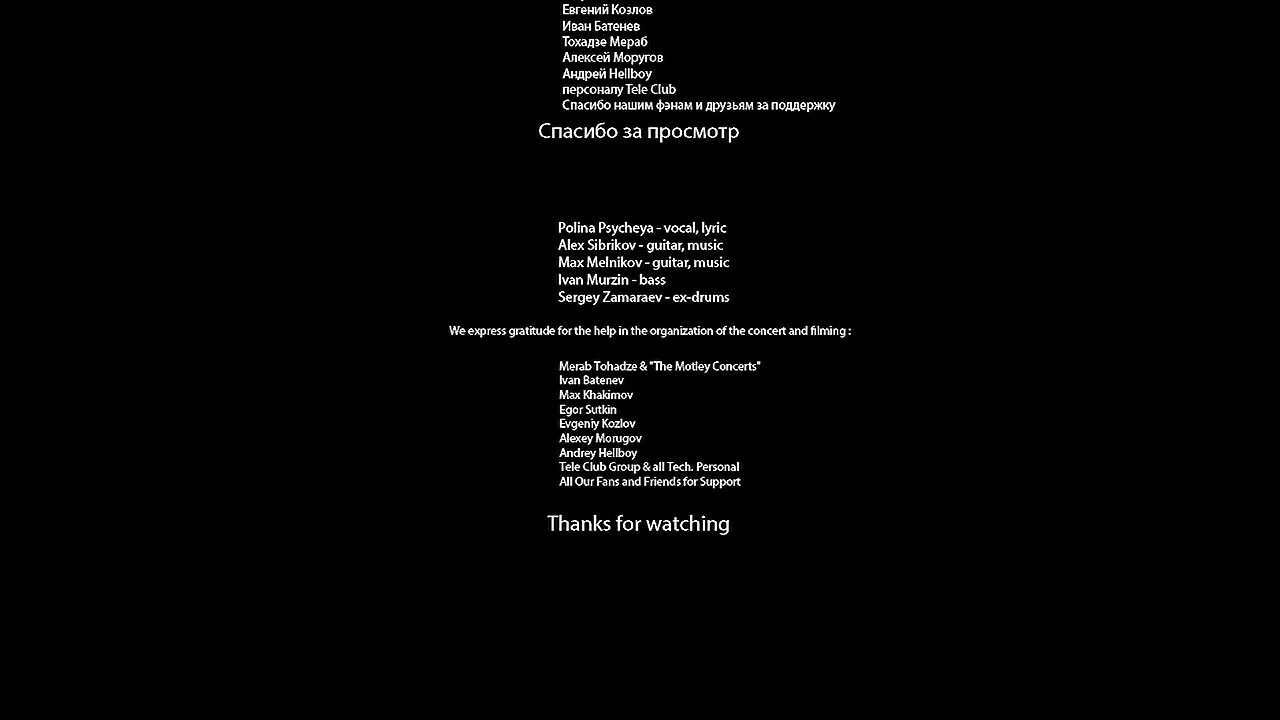 Евгений Козлов
Иван Батенев
Тохадзе Мераб
Алексей Моругов
Андрей Hellboy
персоналу Tele Club
Спасибо нашим фэнам и друзьям за поддержку
Спасибо за просмотр
Polina Psycheya - vocal, lyric
Alex Sibrikov - guitar, music
Max Melnikov - guitar, music
Ivan Murzin - bass
Sergey Zamaraev - ex-drums
We express gratitude for the help in the organization of the concert and filming :
Merab Tohadze & "The Motley Concerts"
Ivan Batenev
Max Khakimov
Egor Sutkin
Evgeniy Kozlov
Alexey Morugov
Andrey Hellboy
Tele Club Group & all Tech. Personal
All Our Fans and Friends for Support
Thanks for watching